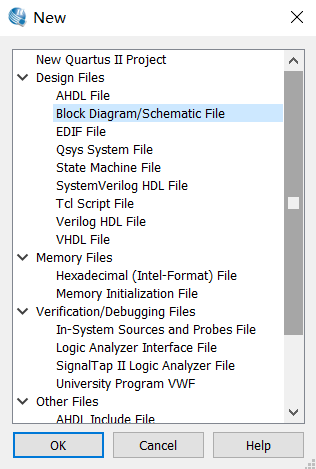 New
New Quartus II Project
Design Files
AHDL File
Block Diagram/Schematic File
EDIF File
Qsys System File
State Machine File
SystemVerilog HDL File
Tcl Script File
Verilog HDL File
VHDL File
Memory Files
Hexadecimal (Intel-Format) File
Memory Initialization File
Verification/Debugging Files
In-System Sources and Probes File
Logic Analyzer Interface File
SignalTap II Logic Analyzer File
University Program VWF
Other Files
AHDL Include File
OK Cancel Help